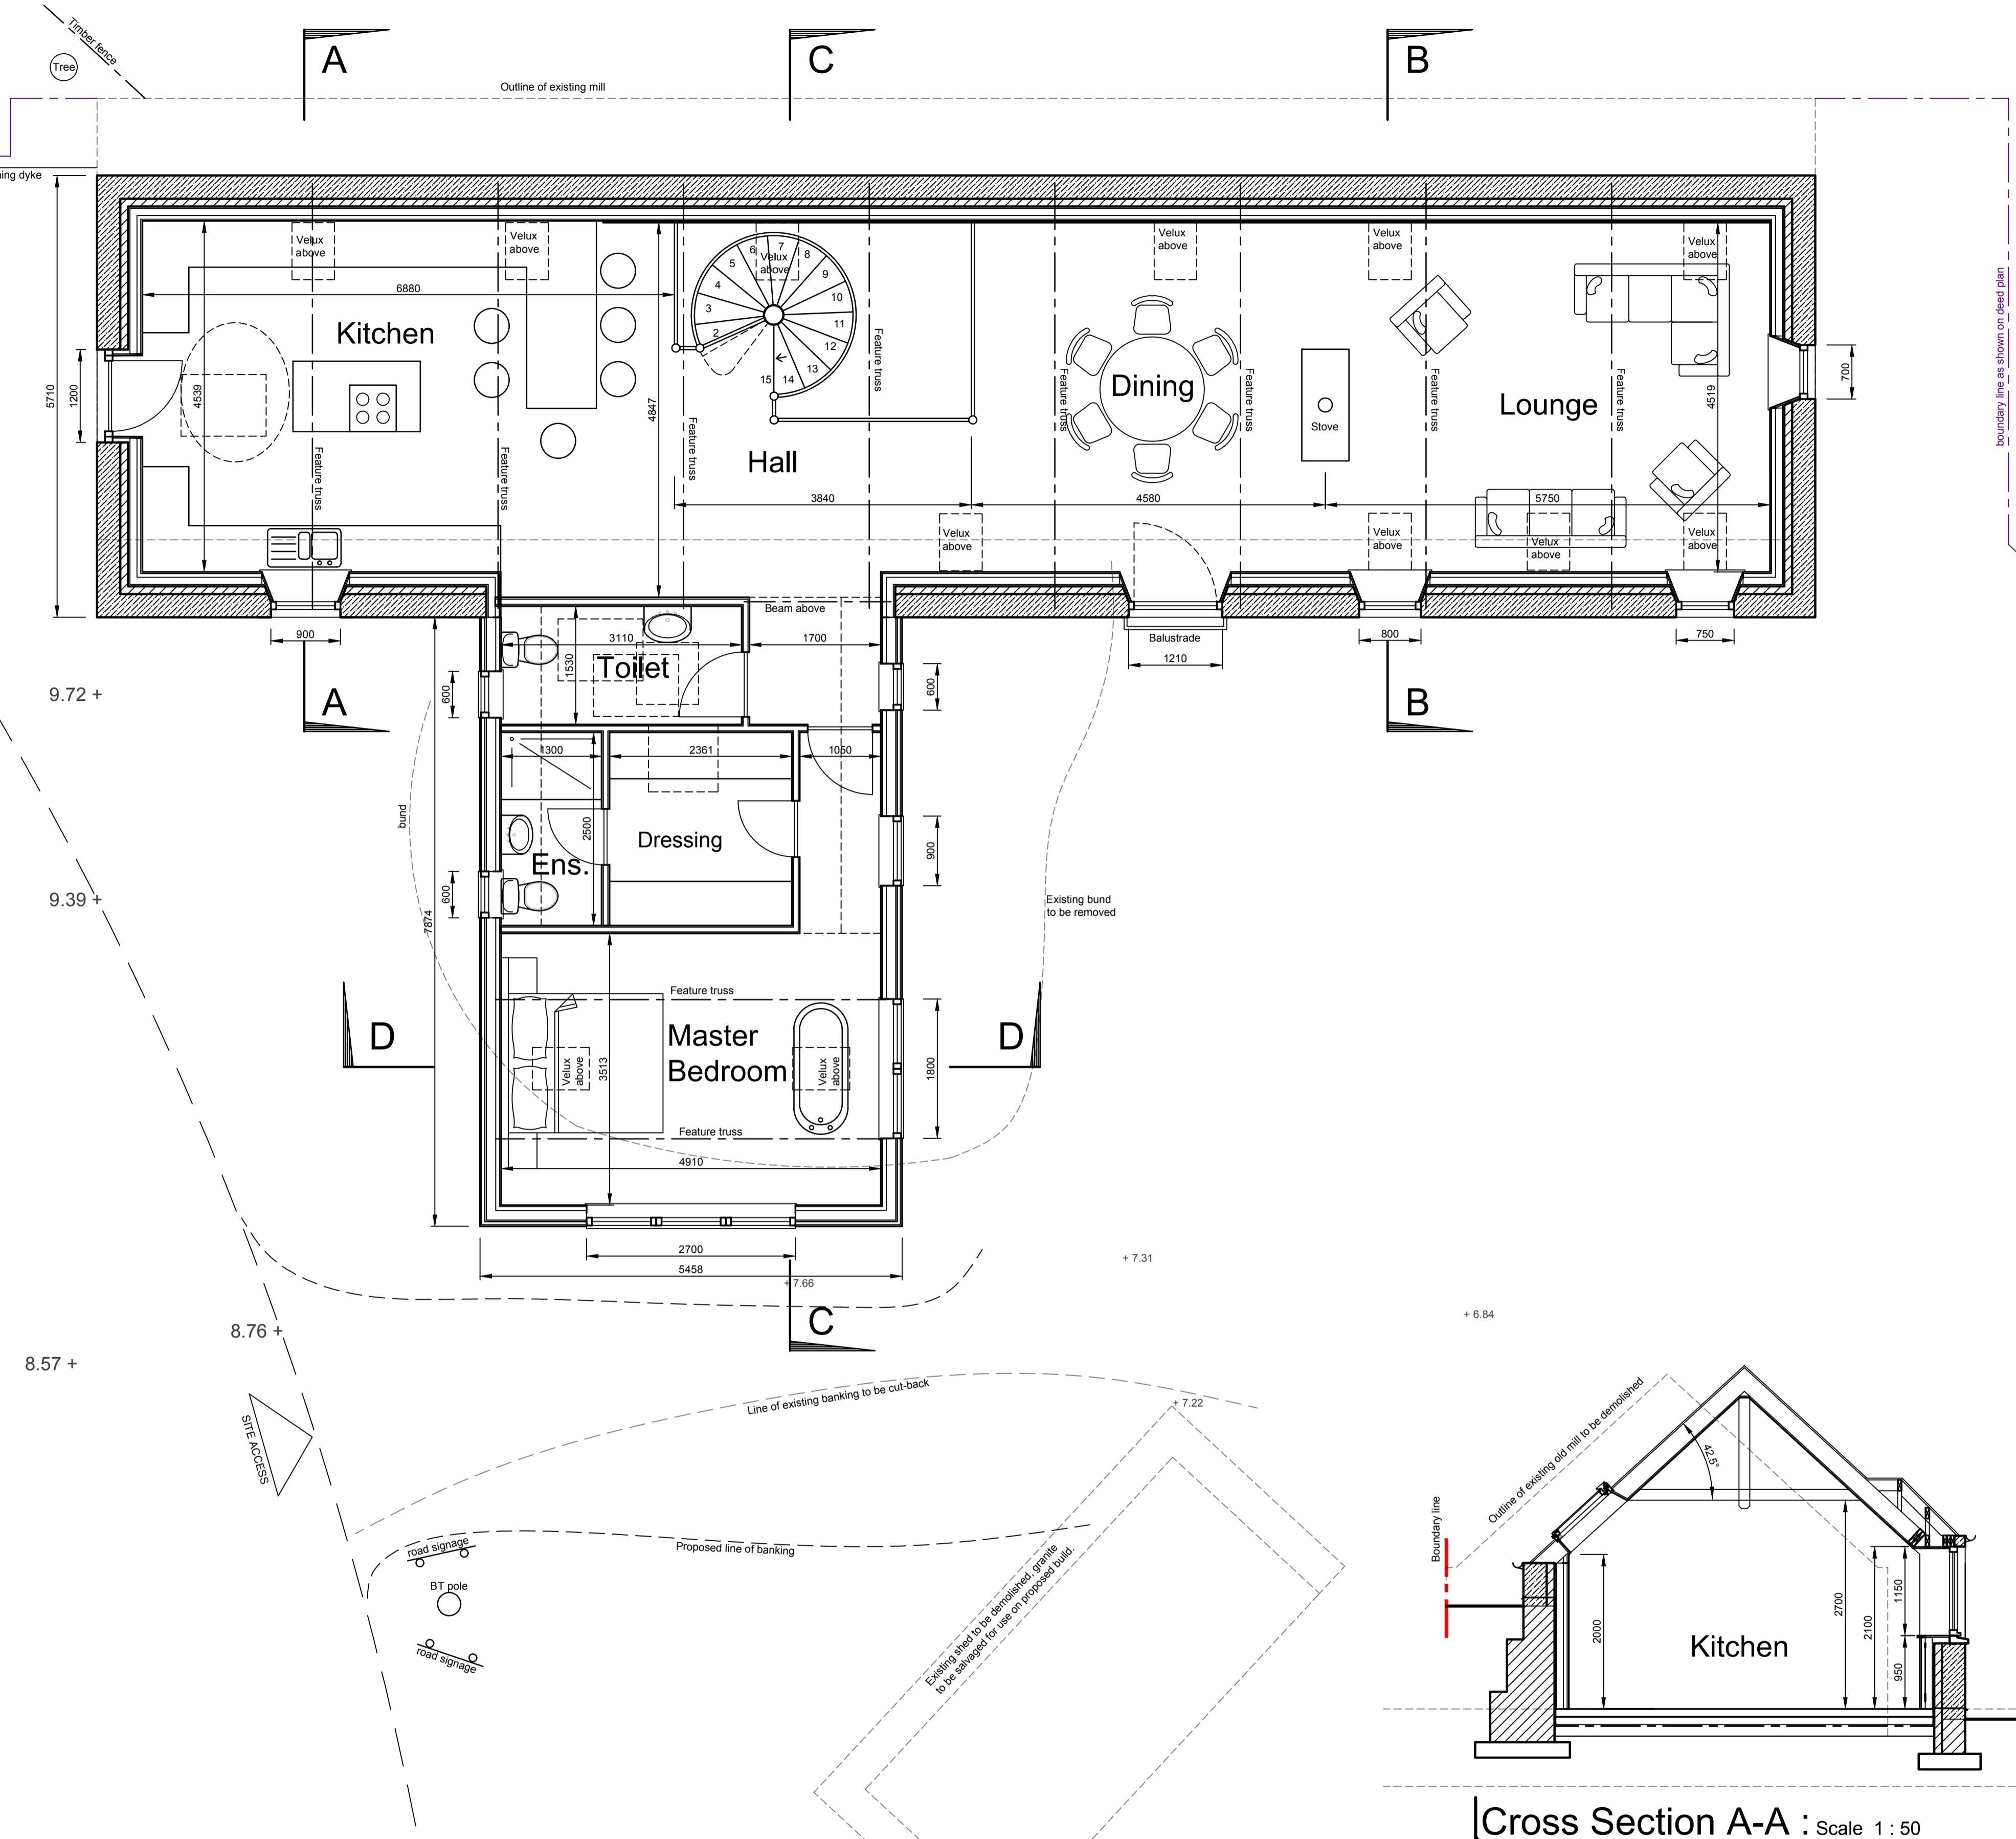 Timber fence
Tree
A
C
B
Outline of existing mill
ning dyke
boundary line as shown on deed plan
Velux
above
Velux
above
Velux
above
Velux
above
Velux
above
Velux
above
2
3
4
5
6
7
8
9
10
11
12
13
14
15
6880
Kitchen
5710
1200
4539
4847
Feature truss
Feature truss
Feature truss
Feature truss
Feature truss
Feature truss
Feature truss
Feature truss
Hall
Dining
Stove
Lounge
4519
700
3840
4580
5750
Velux
above
Velux
above
Velux
above
Velux
above
Beam above
900
Balustrade
1210
800
750
3110
1700
Toilet
1530
600
600
9.72 +
A
B
1300
2361
1050
bund
2500
Dressing
Ens.
900
600
7874
9.39 +
Existing bund
to be removed
Feature truss
D
Master
Bedroom
D
Velux
above
Velux
above
3513
1800
Feature truss
4910
2700
5458
+ 7.66
+ 7.31
C
+ 6.84
8.76 +
8.57 +
SITE ACCESS
Line of existing banking to be cut-back
+ 7.22
road signage
Proposed line of banking
BT pole
road signage
Existing shed to be demolished, granite
to be salvaged for use on proposed build.
Outline of existing old mill to be demolished
Boundary line
42.5°
2000
2700
2100
1150
950
Kitchen
Cross Section A-A : Scale 1 : 50